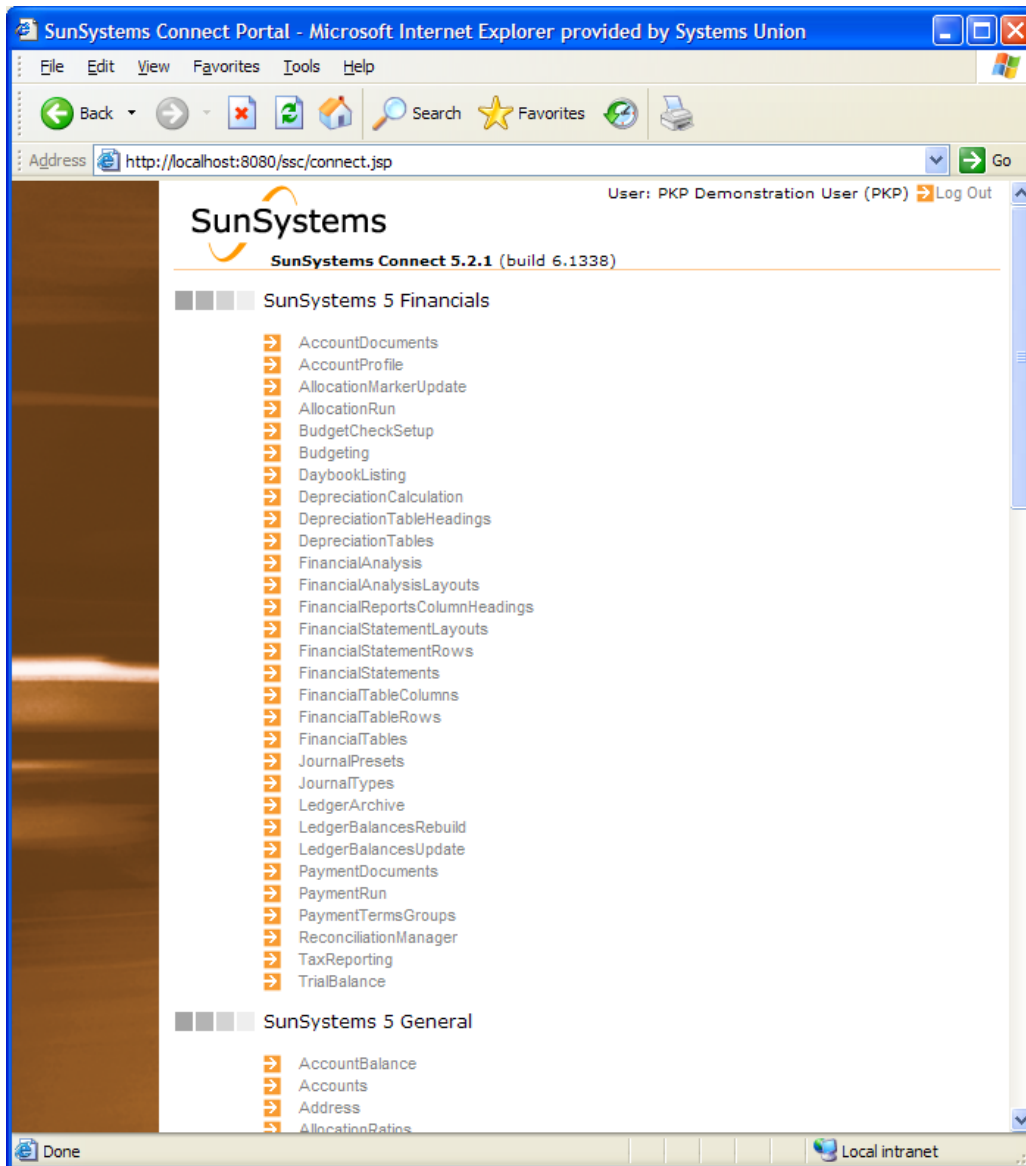 SunSystems Connect Portal - Microsoft Internet Explorer provided by Systems Union
File Edit View Favorites Tools Help
Back Search Favorites
Address http://localhost:8080/ssc/connect.jsp Go
User: PKP Demonstration User (PKP) Log Out
SunSystems
SunSystems Connect 5.2.1 (build 6.1338)
SunSystems 5 Financials
AccountDocuments
AccountProfile
AllocationMarkerUpdate
AllocationRun
BudgetCheckSetup
Budgeting
DaybookListing
DepreciationCalculation
DepreciationTableHeadings
DepreciationTables
FinancialAnalysis
FinancialAnalysisLayouts
FinancialReportsColumnHeadings
FinancialStatementLayouts
FinancialStatementRows
FinancialStatements
FinancialTableColumns
FinancialTableRows
FinancialTables
JournalPresets
JournalTypes
LedgerArchive
LedgerBalancesRebuild
LedgerBalancesUpdate
PaymentDocuments
PaymentRun
PaymentTermsGroups
ReconciliationManager
TaxReporting
TrialBalance
SunSystems 5 General
AccountBalance
Accounts
Address
AllocationRatios
Done Local intranet